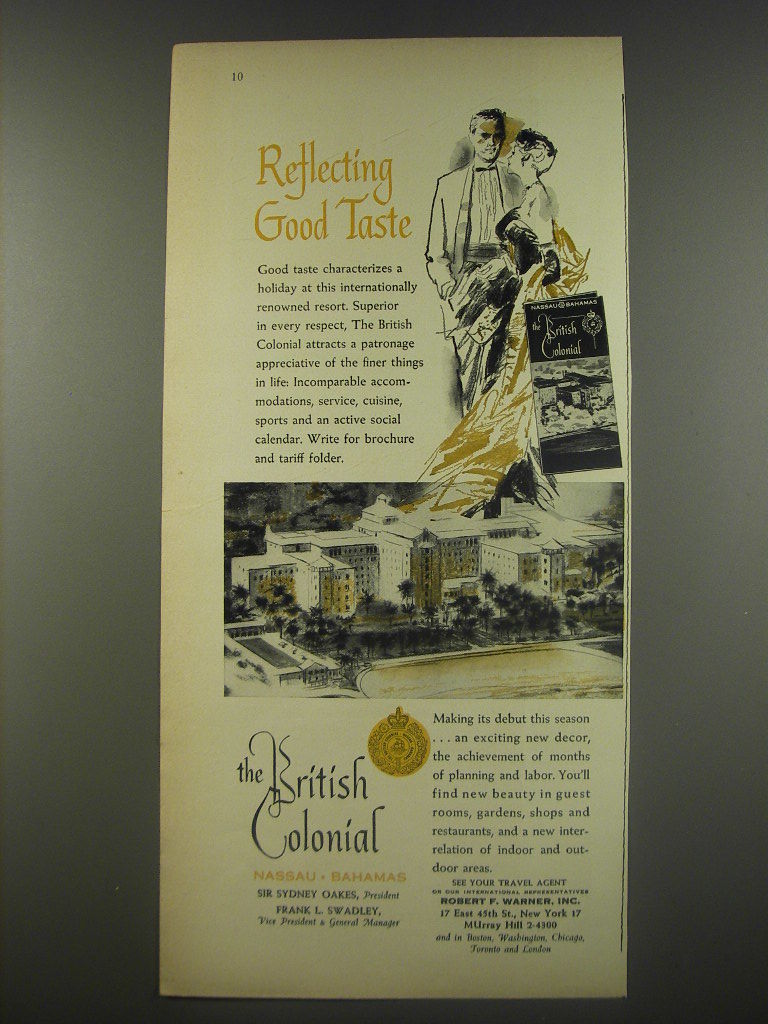 10
Reflecting
Good Taste
Good taste characterizes a
holiday at this internationally
renowned resort. Superior
in every respect, The British
Colonial attracts a patronage
appreciative of the finer things
in life: Incomparable accom-
modations, service, cuisine,
sports and an active social
calendar. Write for brochure
and tariff folder.
NASSAU BAHAMAS
the British
Colonial
the British
Colonial
NASSAU • BAHAMAS
SIR SYDNEY OAKES, President
FRANK L. SWADLEY,
Vice President & General Manager
Making its debut this season
. . . an exciting new decor,
the achievement of months
of planning and labor. You'll
find new beauty in guest
rooms, gardens, shops and
restaurants, and a new inter-
relation of indoor and out-
door areas.
SEE YOUR TRAVEL AGENT
OR OUR INTERNATIONAL REPRESENTATIVES
ROBERT F. WARNER, INC.
17 East 45th St., New York 17
MUrray Hill 2-4300
and in Boston, Washington, Chicago,
Toronto and London